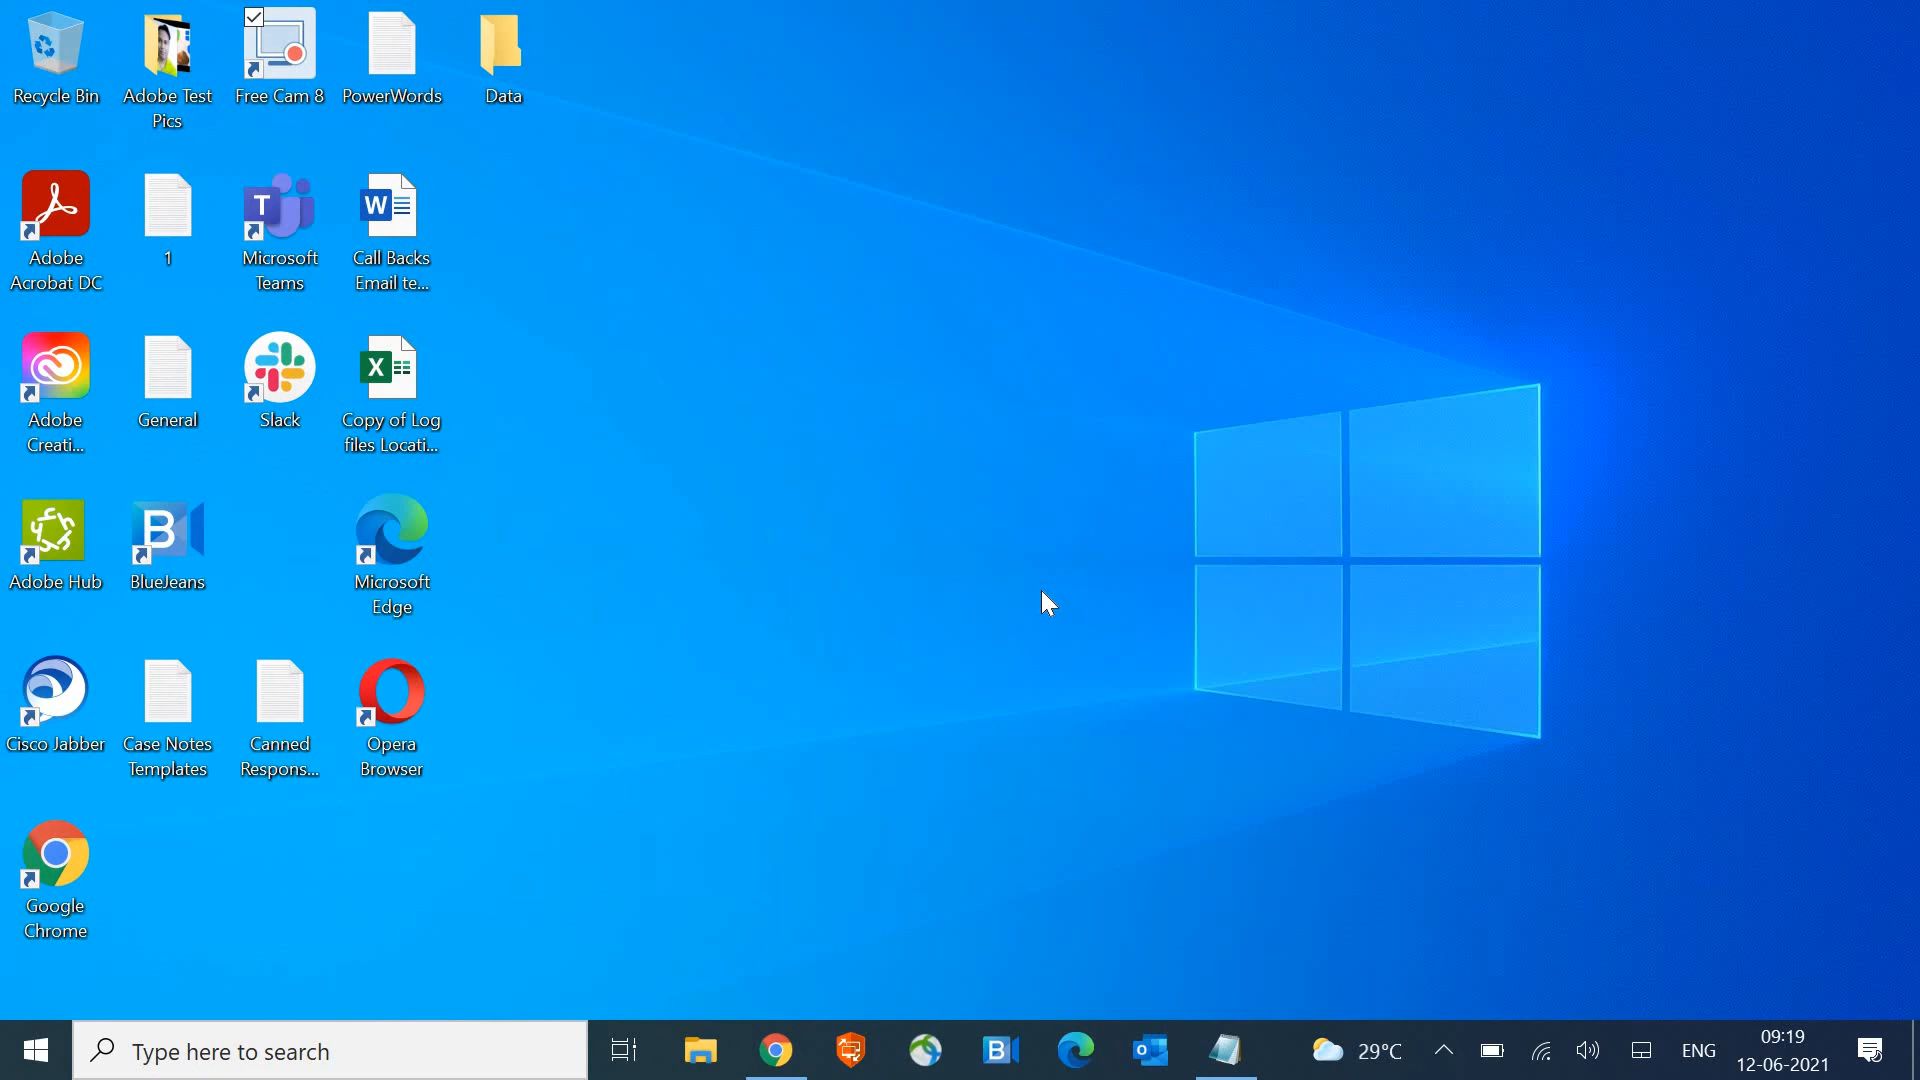 Recycle Bin
Adobe Test
Pics
Free Cam 8
PowerWords
Data
Adobe
Acrobat DC
1
T
Microsoft
Teams
W
Call Backs
Email te...
Adobe
Creati...
General
Slack
X
Copy of Log
files Locati...
Adobe Hub
B
BlueJeans
Microsoft
Edge
Cisco Jabber
Case Notes
Templates
Canned
Respons...
Opera
Browser
Google
Chrome
Type here to search
B
O
29°C
ENG
09:19
12-06-2021